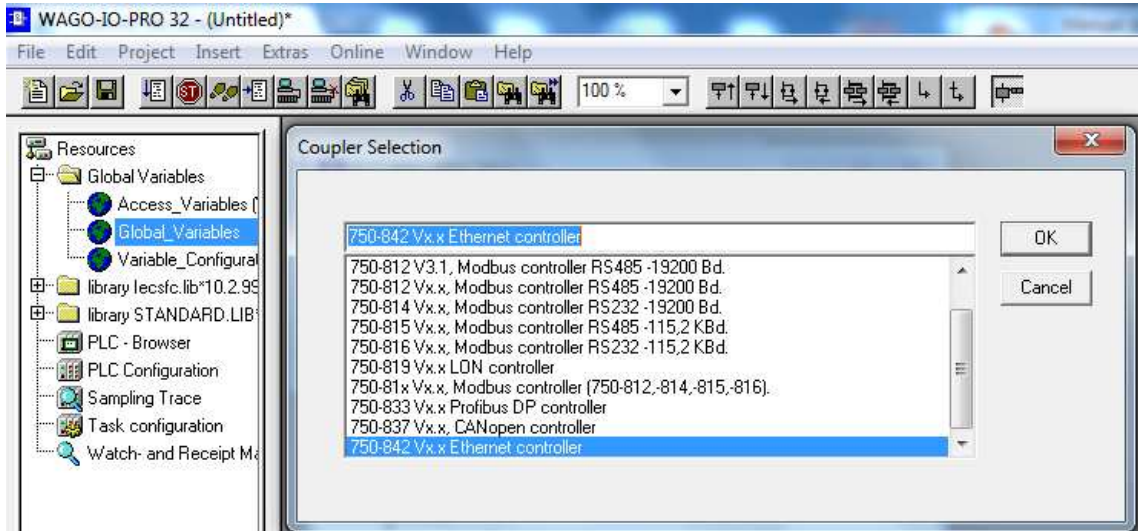 WAGO-IO-PRO 32 - (Untitled)*
File Edit Project Insert Extras Online Window Help
100 %
Resources
Global Variables
Access_Variables (
Global_Variables
Variable_Configural
library Iecsfc.lib*10.2.99
library STANDARD.LIB*
PLC - Browser
PLC Configuration
Sampling Trace
Task configuration
Watch- and Receipt Ma
Coupler Selection
750-842 Vx.x Ethernet controller
OK
750-812 V3.1, Modbus controller RS485 -19200 Bd.
750-812 Vx.x, Modbus controller RS485 -19200 Bd.
750-814 Vx.x, Modbus controller RS232 -19200 Bd.
750-815 Vx.x, Modbus controller RS485 -115,2 KBd.
750-816 Vx.x, Modbus controller RS232 -115,2 KBd.
750-819 Vx.x LON controller
750-81x Vx.x, Modbus controller (750-812,-814,-815,-816).
750-833 Vx.x Profibus DP controller
750-837 Vx.x, CANopen controller
750-842 Vx.x Ethernet controller
Cancel